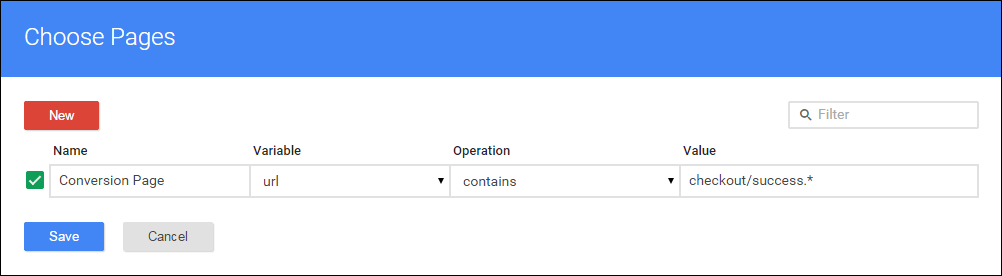 Choose Pages
New
Filter
Name Variable Operation Value
Conversion Page url contains checkout/success.*
Save Cancel